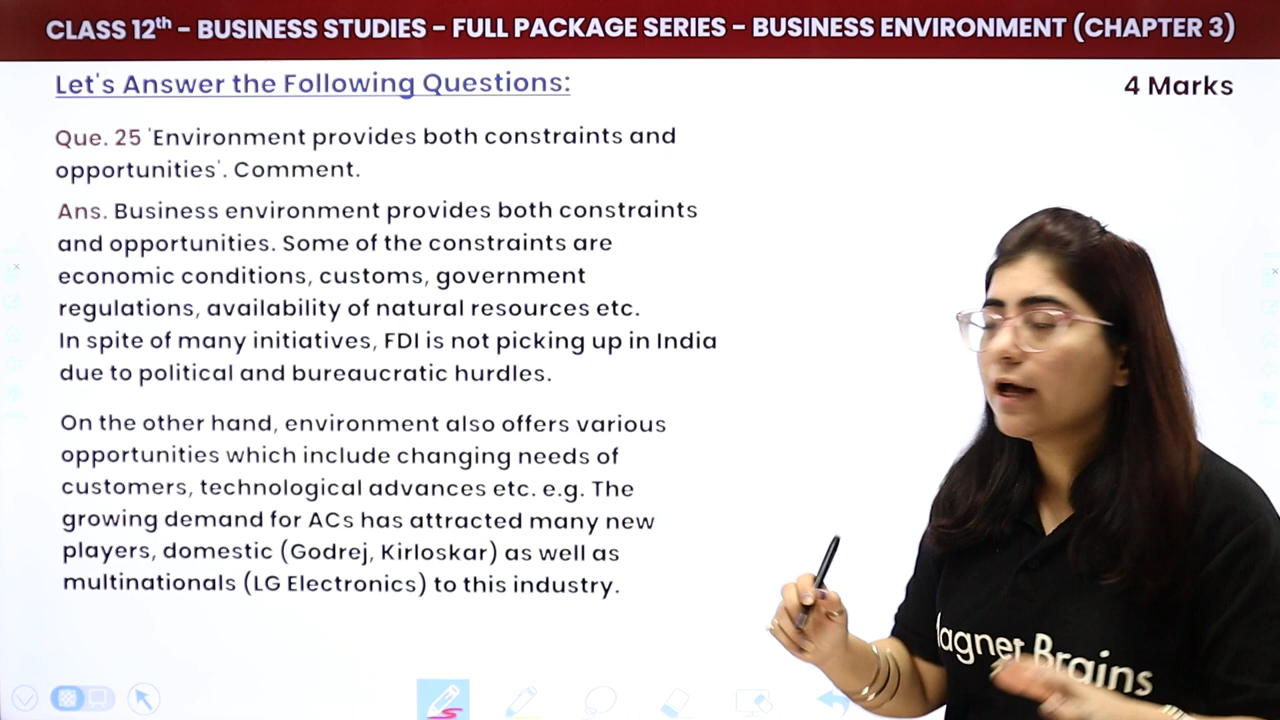 CLASS 12th – BUSINESS STUDIES – FULL PACKAGE SERIES – BUSINESS ENVIRONMENT (CHAPTER 3)
Let's Answer the Following Questions:
4 Marks
Que. 25 'Environment provides both constraints and
opportunities'. Comment.
Ans. Business environment provides both constraints
and opportunities. Some of the constraints are
economic conditions, customs, government
regulations, availability of natural resources etc.
In spite of many initiatives, FDI is not picking up in India
due to political and bureaucratic hurdles.
On the other hand, environment also offers various
opportunities which include changing needs of
customers, technological advances etc. e.g. The
growing demand for ACs has attracted many new
players, domestic (Godrej, Kirloskar) as well as
multinationals (LG Electronics) to this industry.
Magnet Brains